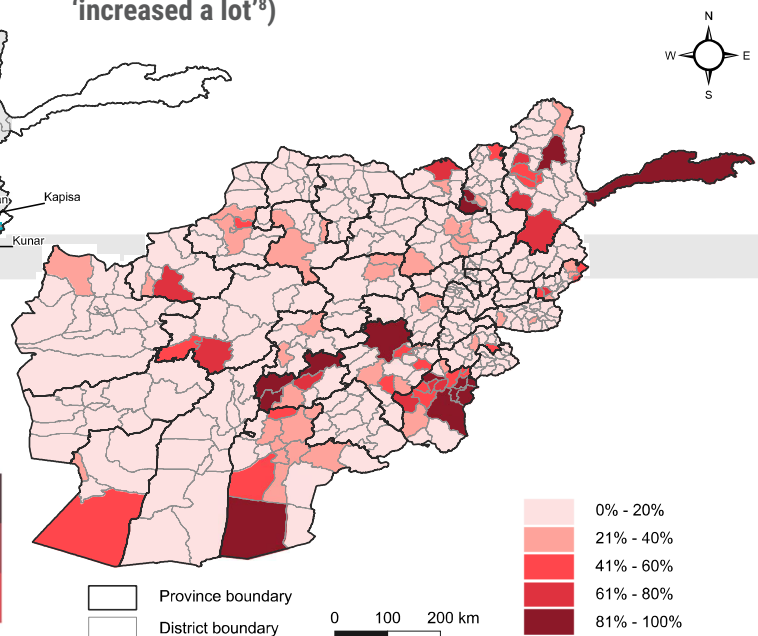 'increased a lot'⁸)
N
W
E
S
Kapisa
Kunar
0% - 20%
21% - 40%
41% - 60%
61% - 80%
81% - 100%
Province boundary
District boundary
0 100 200 km